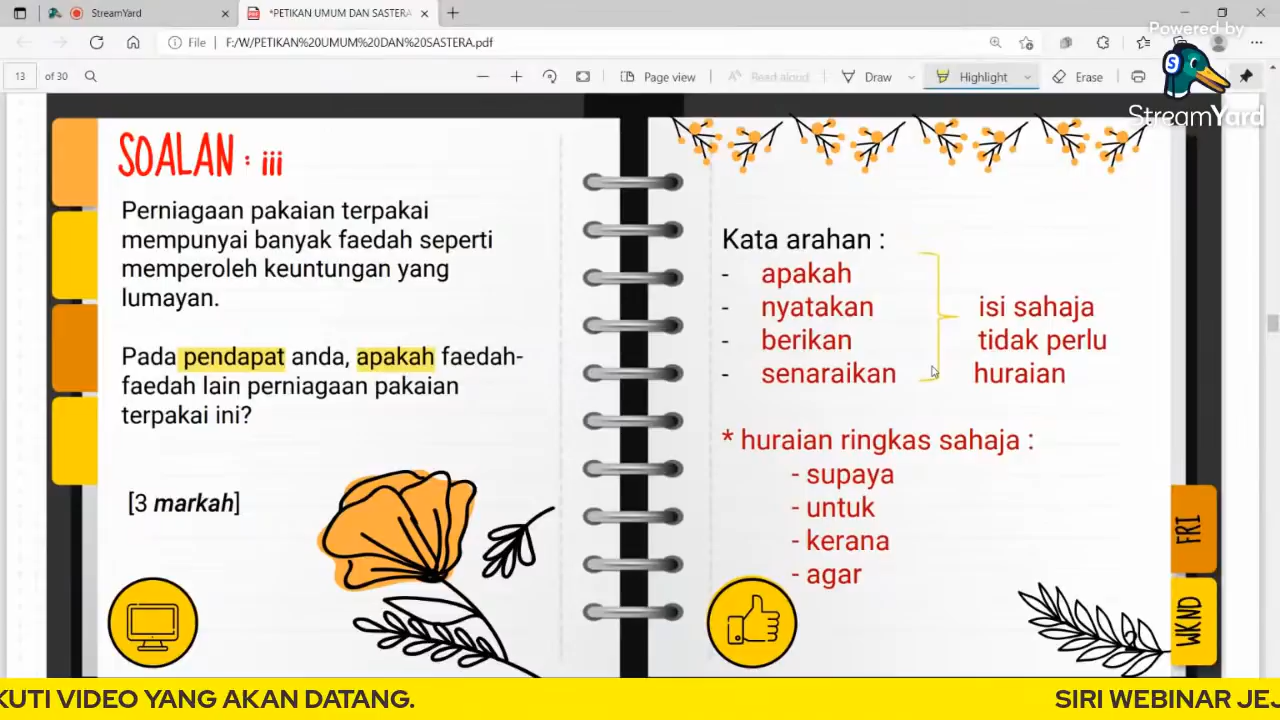 StreamYard
*PETIKAN UMUM DAN SASTERA
File
F:/W/PETIKAN%20UMUM%20DAN%20SASTERA.pdf
Powered by
StreamYard
13 of 30
Page view
Read aloud
Draw
Highlight
Erase
SOALAN : iii
Perniagaan pakaian terpakai
mempunyai banyak faedah seperti
memperoleh keuntungan yang
lumayan.
Pada pendapat anda, apakah faedah-
faedah lain perniagaan pakaian
terpakai ini?
[3 markah]
Kata arahan :
- apakah
- nyatakan
- berikan
- senaraikan
isi sahaja
tidak perlu
huraian
* huraian ringkas sahaja :
- supaya
- untuk
- kerana
- agar
FRI
WKND
KUTI VIDEO YANG AKAN DATANG.
SIRI WEBINAR JEJ